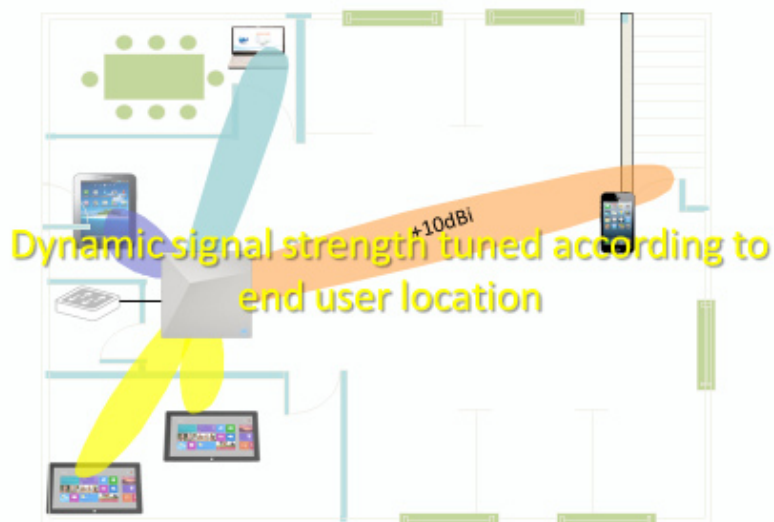 +10dBi
Dynamic signal strength tuned according to
end user location